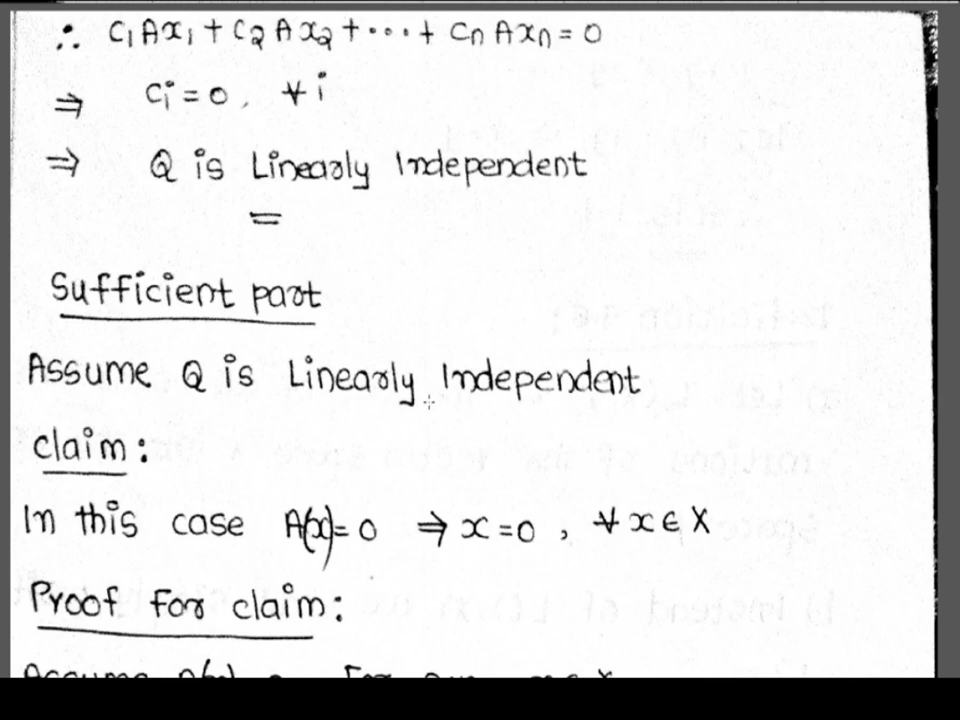 ∴ C₁Ax₁ + C₂Ax₂ + ··· + CₙAxₙ = 0
⇒ Cᵢ = 0, ∀ i
⇒ Q is Linearly Independent
=
Sufficient part
Assume Q is Linearly Independent
claim:
In this case A(x) = 0 ⇒ x = 0, ∀ x ∈ X
Proof for claim: